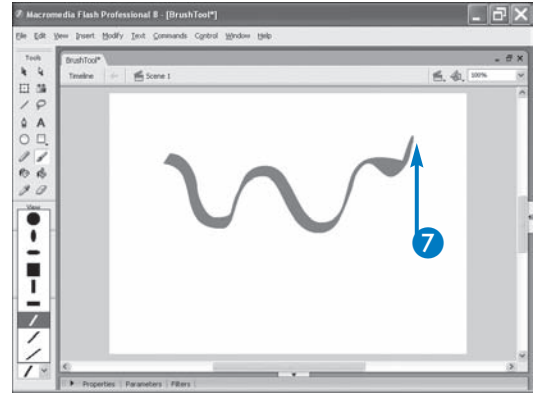 Macromedia Flash Professional 8 - [BrushTool*]
File Edit View Insert Modify Text Commands Control Window Help
Tools
BrushTool*
Timeline Scene 1 100%
A
View
7
Properties Parameters Filters